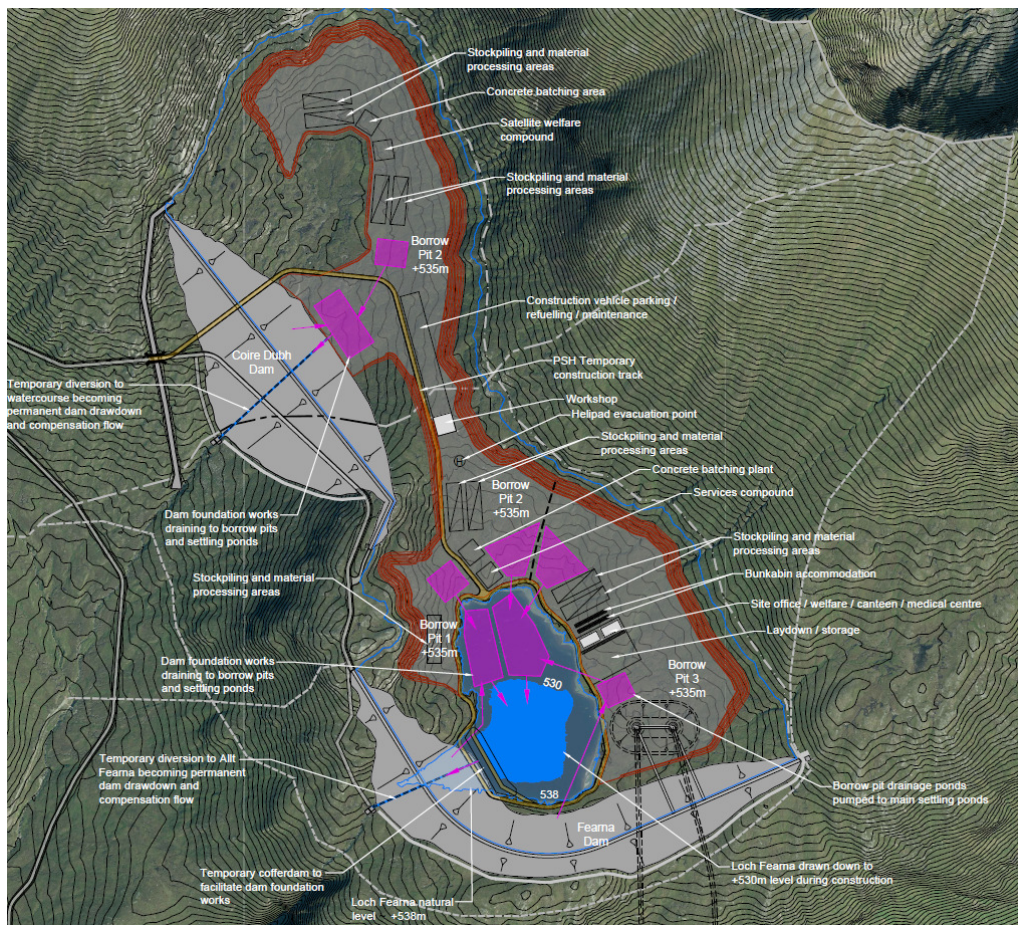 Stockpiling and material
processing areas
Concrete batching area
Satellite welfare
compound
Stockpiling and material
processing areas
Borrow
Pit 2
+535m
Construction vehicle parking /
refuelling / maintenance
Coire Dubh
Dam
PSH Temporary
construction track
Temporary diversion to
watercourse becoming
permanent dam drawdown
and compensation flow
Workshop
Helipad evacuation point
H
Stockpiling and material
processing areas
Concrete batching plant
Borrow
Pit 2
+535m
Services compound
Dam foundation works
draining to borrow pits
and settling ponds
Stockpiling and material
processing areas
Bunkabin accommodation
Stockpiling and material
processing areas
Site office / welfare / canteen / medical centre
Borrow
Pit 1
+535m
Laydown / storage
Dam foundation works
draining to borrow pits
and settling ponds
530
Borrow
Pit 3
+535m
Temporary diversion to Allt
Fearna becoming permanent
dam drawdown and
compensation flow
538
Borrow pit drainage ponds
pumped to main settling ponds
Fearna
Dam
Temporary cofferdam to
facilitate dam foundation
works
Loch Fearna drawn down to
+530m level during construction
Loch Fearna natural
level +538m